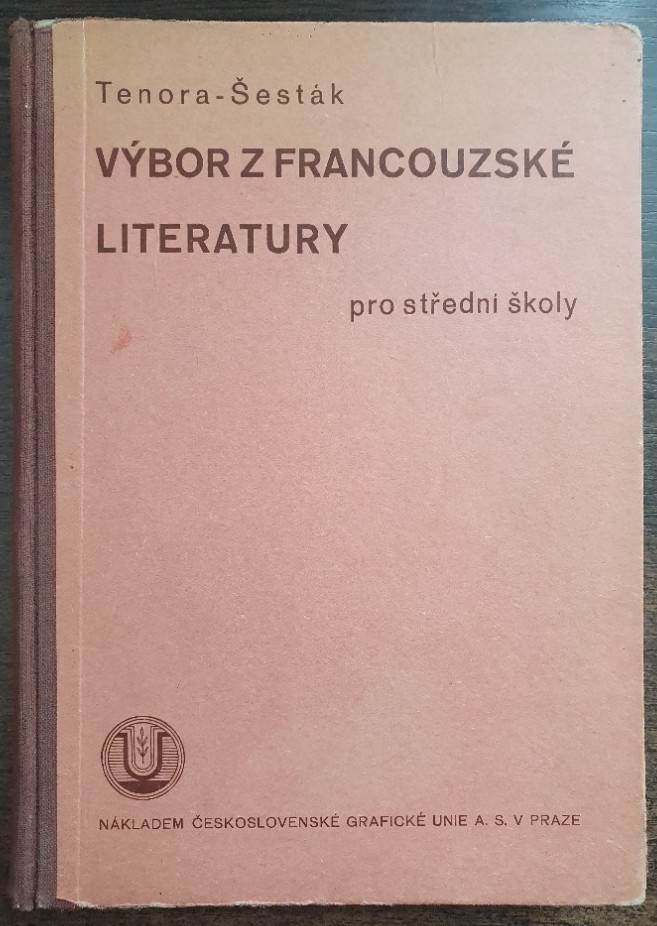 Tenora-Šesták
VÝBOR Z FRANCOUZSKÉ
LITERATURY
pro střední školy
NÁKLADEM ČESKOSLOVENSKÉ GRAFICKÉ UNIE A. S. V PRAZE